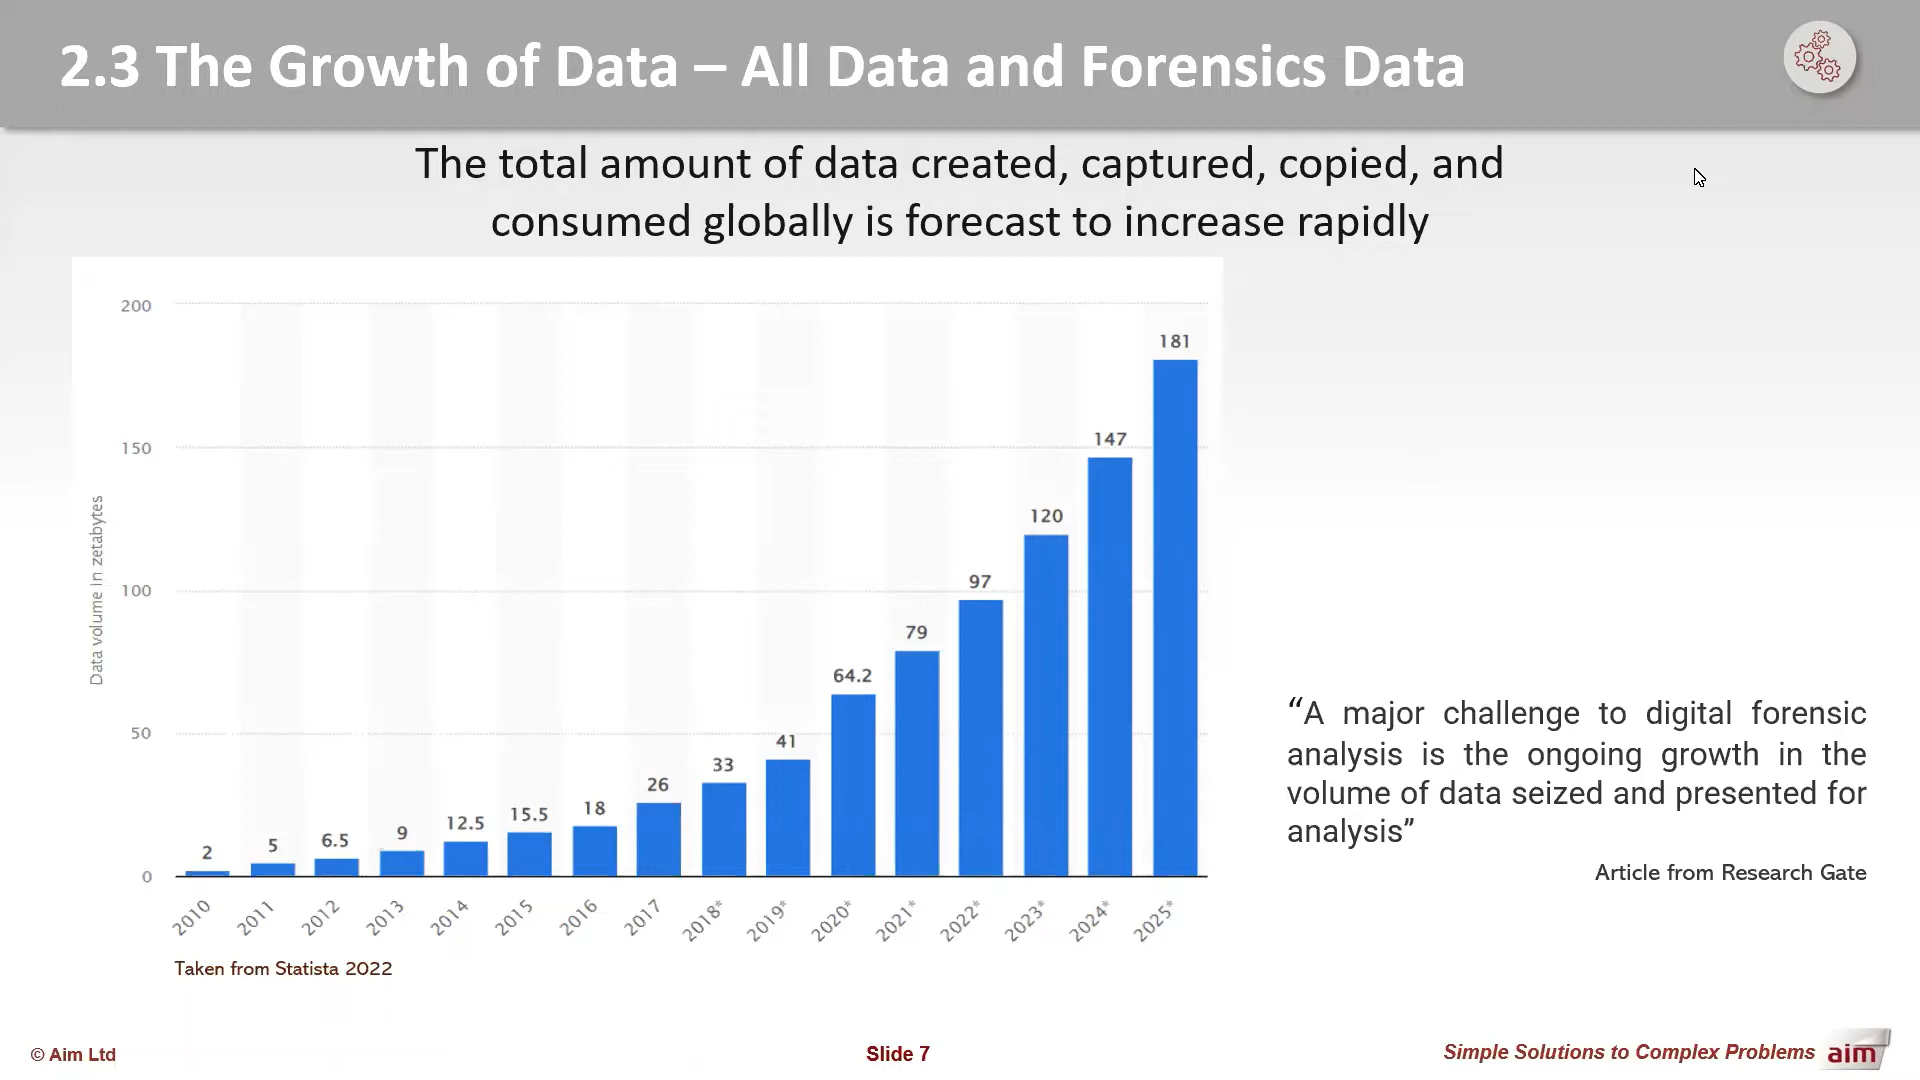 2.3 The Growth of Data – All Data and Forensics Data
The total amount of data created, captured, copied, and
consumed globally is forecast to increase rapidly
Data volume in zetabytes
200
150
100
50
0
2
5
6.5
9
12.5
15.5
18
26
33
41
64.2
79
97
120
147
181
2010
2011
2012
2013
2014
2015
2016
2017
2018*
2019*
2020*
2021*
2022*
2023*
2024*
2025*
Taken from Statista 2022
“A major challenge to digital forensic
analysis is the ongoing growth in the
volume of data seized and presented for
analysis”
Article from Research Gate
© Aim Ltd
Slide 7
Simple Solutions to Complex Problems
aim